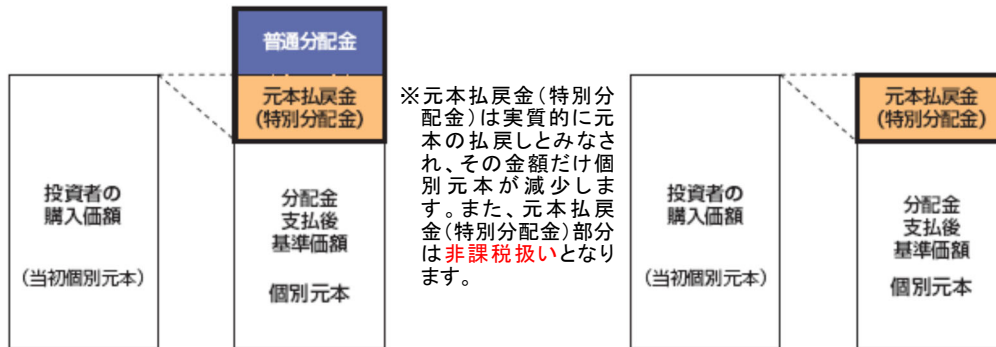 投資者の
購入価額
(当初個別元本)
普通分配金
元本払戻金
(特別分配金)
分配金
支払後
基準価額
個別元本
※元本払戻金(特別分
配金)は実質的に元
本の払戻しとみなさ
れ、その金額だけ個
別元本が減少しま
す。また、元本払戻
金(特別分配金)部分
は非課税扱いとなり
ます。
投資者の
購入価額
(当初個別元本)
元本払戻金
(特別分配金)
分配金
支払後
基準価額
個別元本